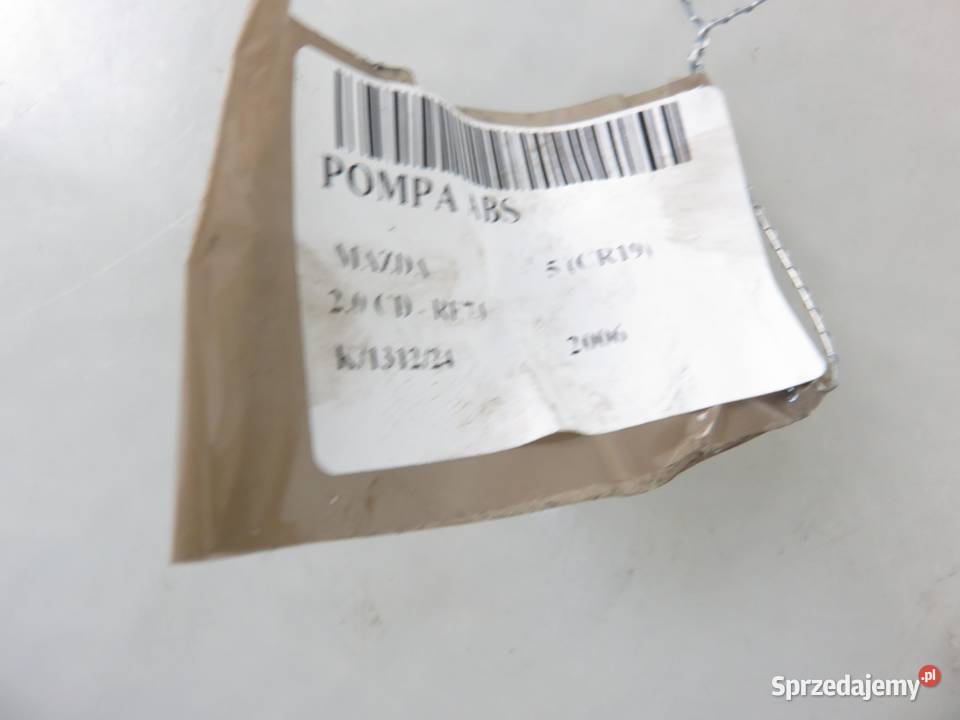 POMPA ABS
MAZDA 5 (CR19)
2.0 CD - RF7J
K/1312/24 2006
Sprzedajemy.pl